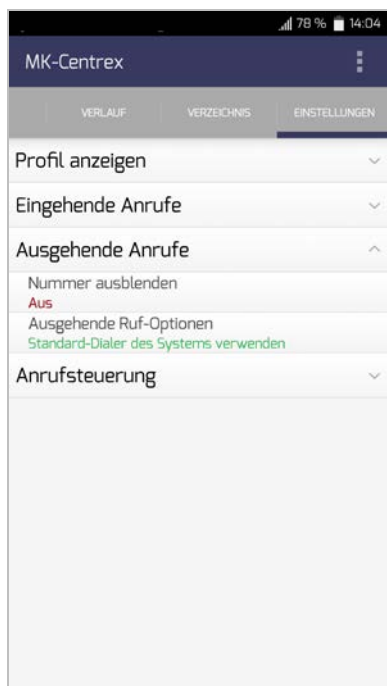 78 % 14:04
MK-Centrex
VERLAUF VERZEICHNIS EINSTELLUNGEN
Profil anzeigen
Eingehende Anrufe
Ausgehende Anrufe
Nummer ausblenden
Aus
Ausgehende Ruf-Optionen
Standard-Dialer des Systems verwenden
Anrufsteuerung